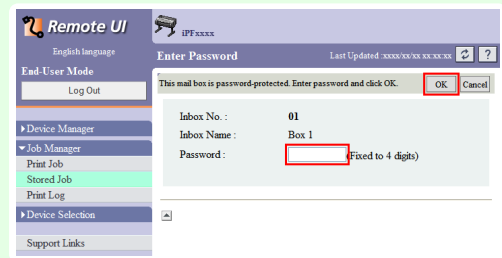 Remote UI
English language
End-User Mode
Log Out
Device Manager
Job Manager
Print Job
Stored Job
Print Log
Device Selection
Support Links
iPFxxxx
Enter Password
Last Updated :xxxx/xx/xx xx:xx:xx
?
This mail box is password-protected. Enter password and click OK.
OK
Cancel
Inbox No. : 01
Inbox Name : Box 1
Password : (Fixed to 4 digits)